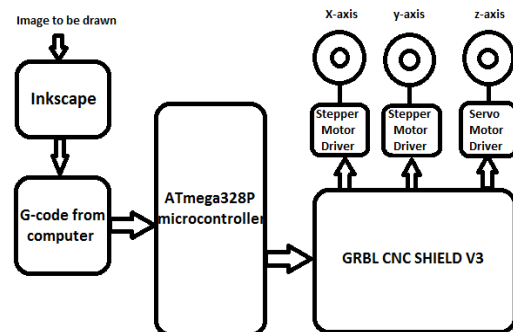 Image to be drawn
X-axis
y-axis
z-axis
Inkscape
Stepper
Motor
Driver
Stepper
Motor
Driver
Servo
Motor
Driver
G-code from
computer
ATmega328P
microcontroller
GRBL CNC SHIELD V3